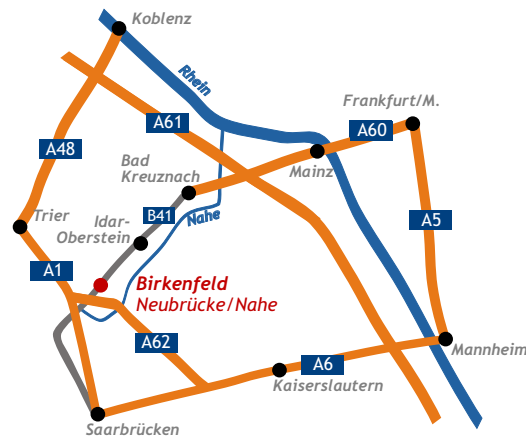 Koblenz
Rhein
Frankfurt/M.
A61
A60
A48
Bad
Kreuznach
Mainz
B41
Nahe
Trier
Idar-
Oberstein
A5
A1
Birkenfeld
Neubrücke/Nahe
A62
A6
Mannheim
Kaiserslautern
Saarbrücken